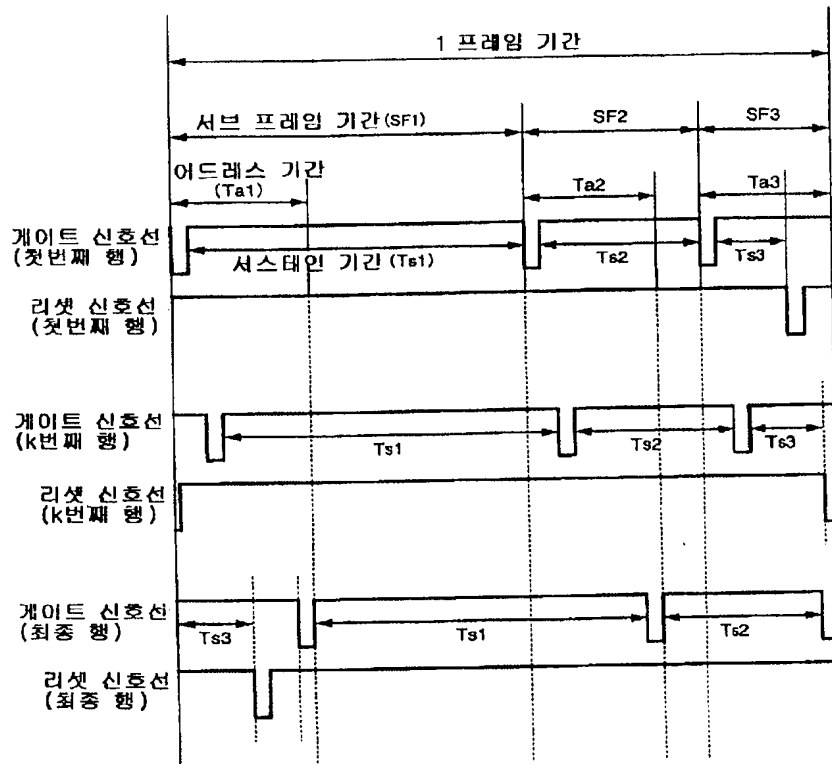 1 프레임 기간
서브 프레임 기간(SF1)
SF2
SF3
어드레스 기간
(Ta1)
Ta2
Ta3
게이트 신호선
(첫번째 행)
서스태인 기간(Ts1)
Ts2
Ts3
리셋 신호선
(첫번째 행)
게이트 신호선
(k번째 행)
Ts1
Ts2
Ts3
리셋 신호선
(k번째 행)
게이트 신호선
(최종 행)
Ts3
Ts1
Ts2
리셋 신호선
(최종 행)